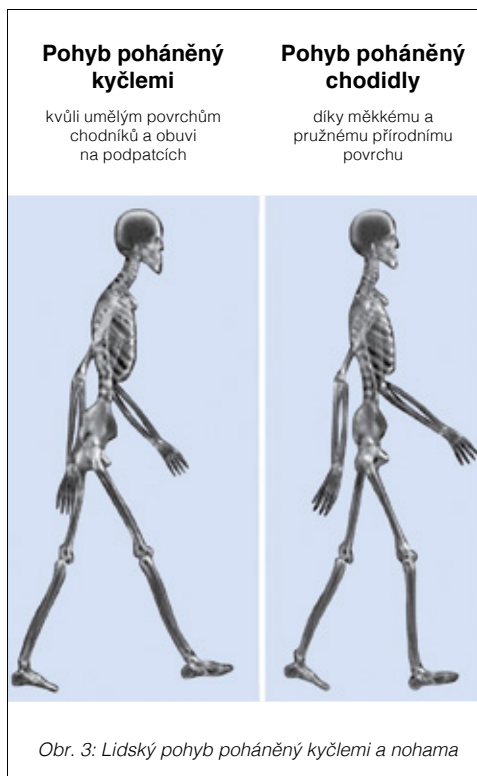 Pohyb poháněný
kyčlemi
kvůli umělým povrchům
chodníků a obuvi
na podpatcích
Pohyb poháněný
chodidly
díky měkkému a
pružnému přírodnímu
povrchu
Obr. 3: Lidský pohyb poháněný kyčlemi a nohama